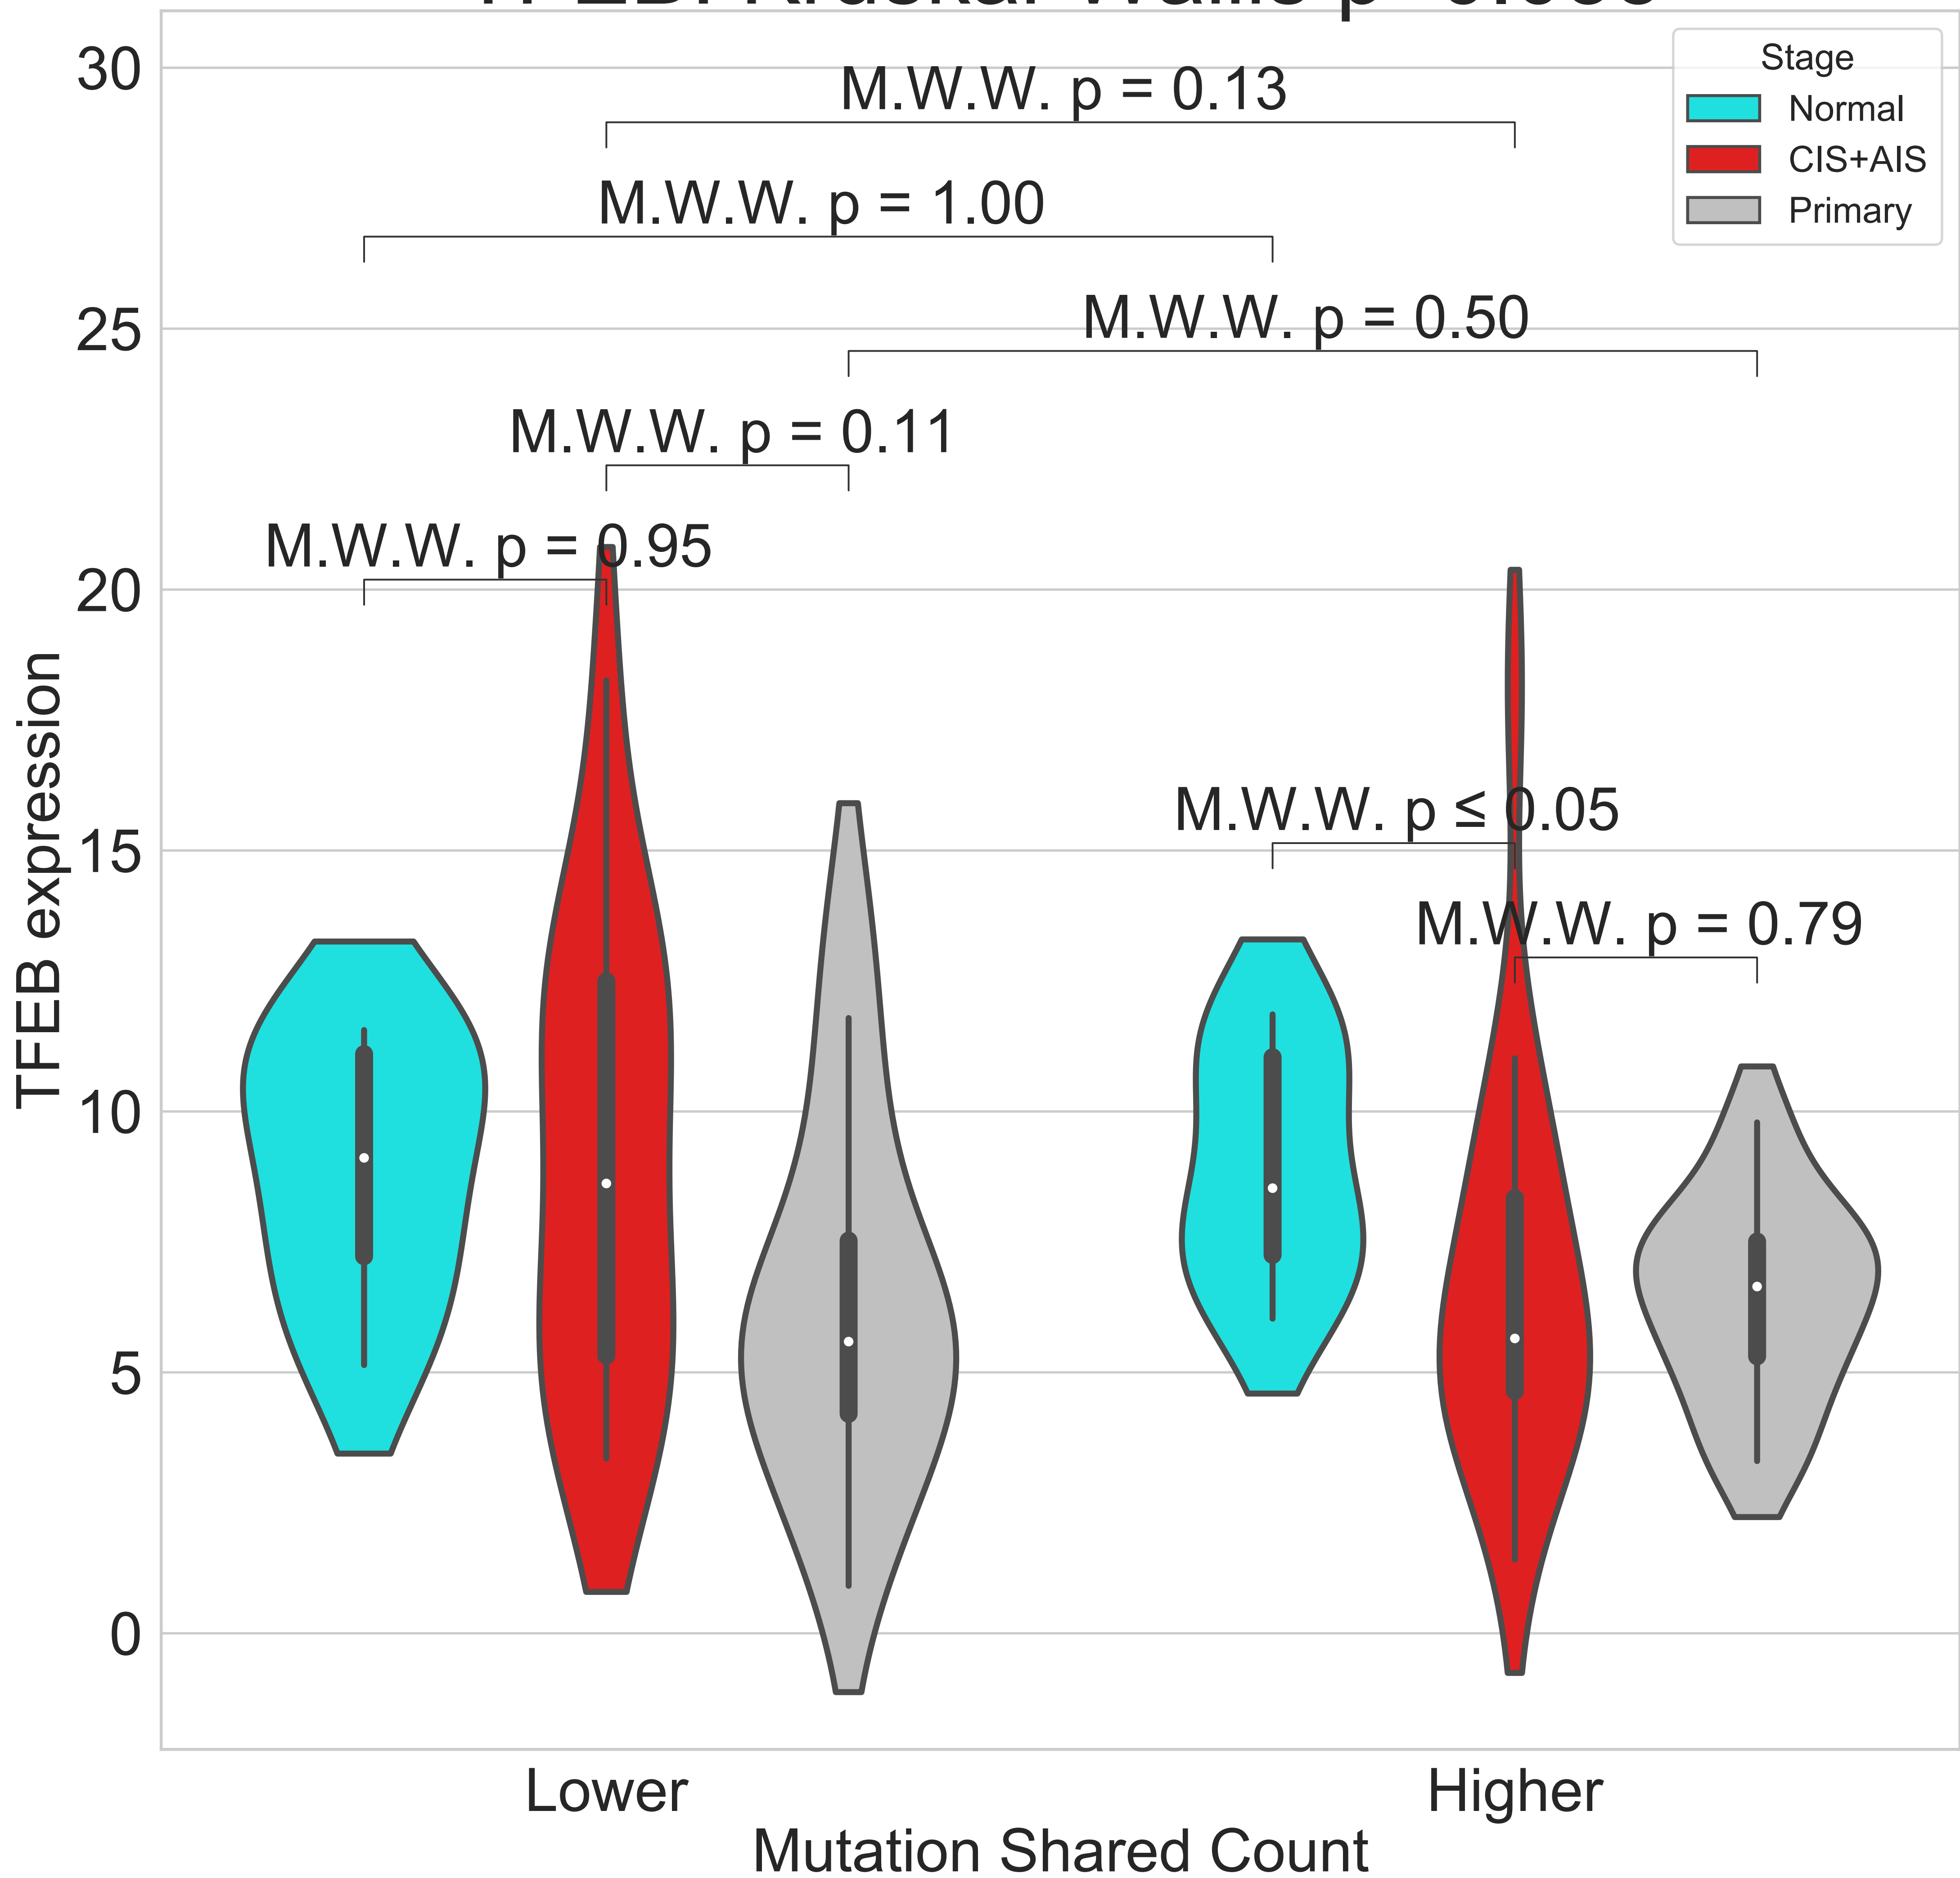 30
25
20
15
10
5
0
TFEB expression
M.W.W. p = 0.13
M.W.W. p = 1.00
M.W.W. p = 0.50
M.W.W. p = 0.11
M.W.W. p = 0.95
M.W.W. p ≤ 0.05
M.W.W. p = 0.79
Stage
Normal
CIS+AIS
Primary
Lower
Higher
Mutation Shared Count